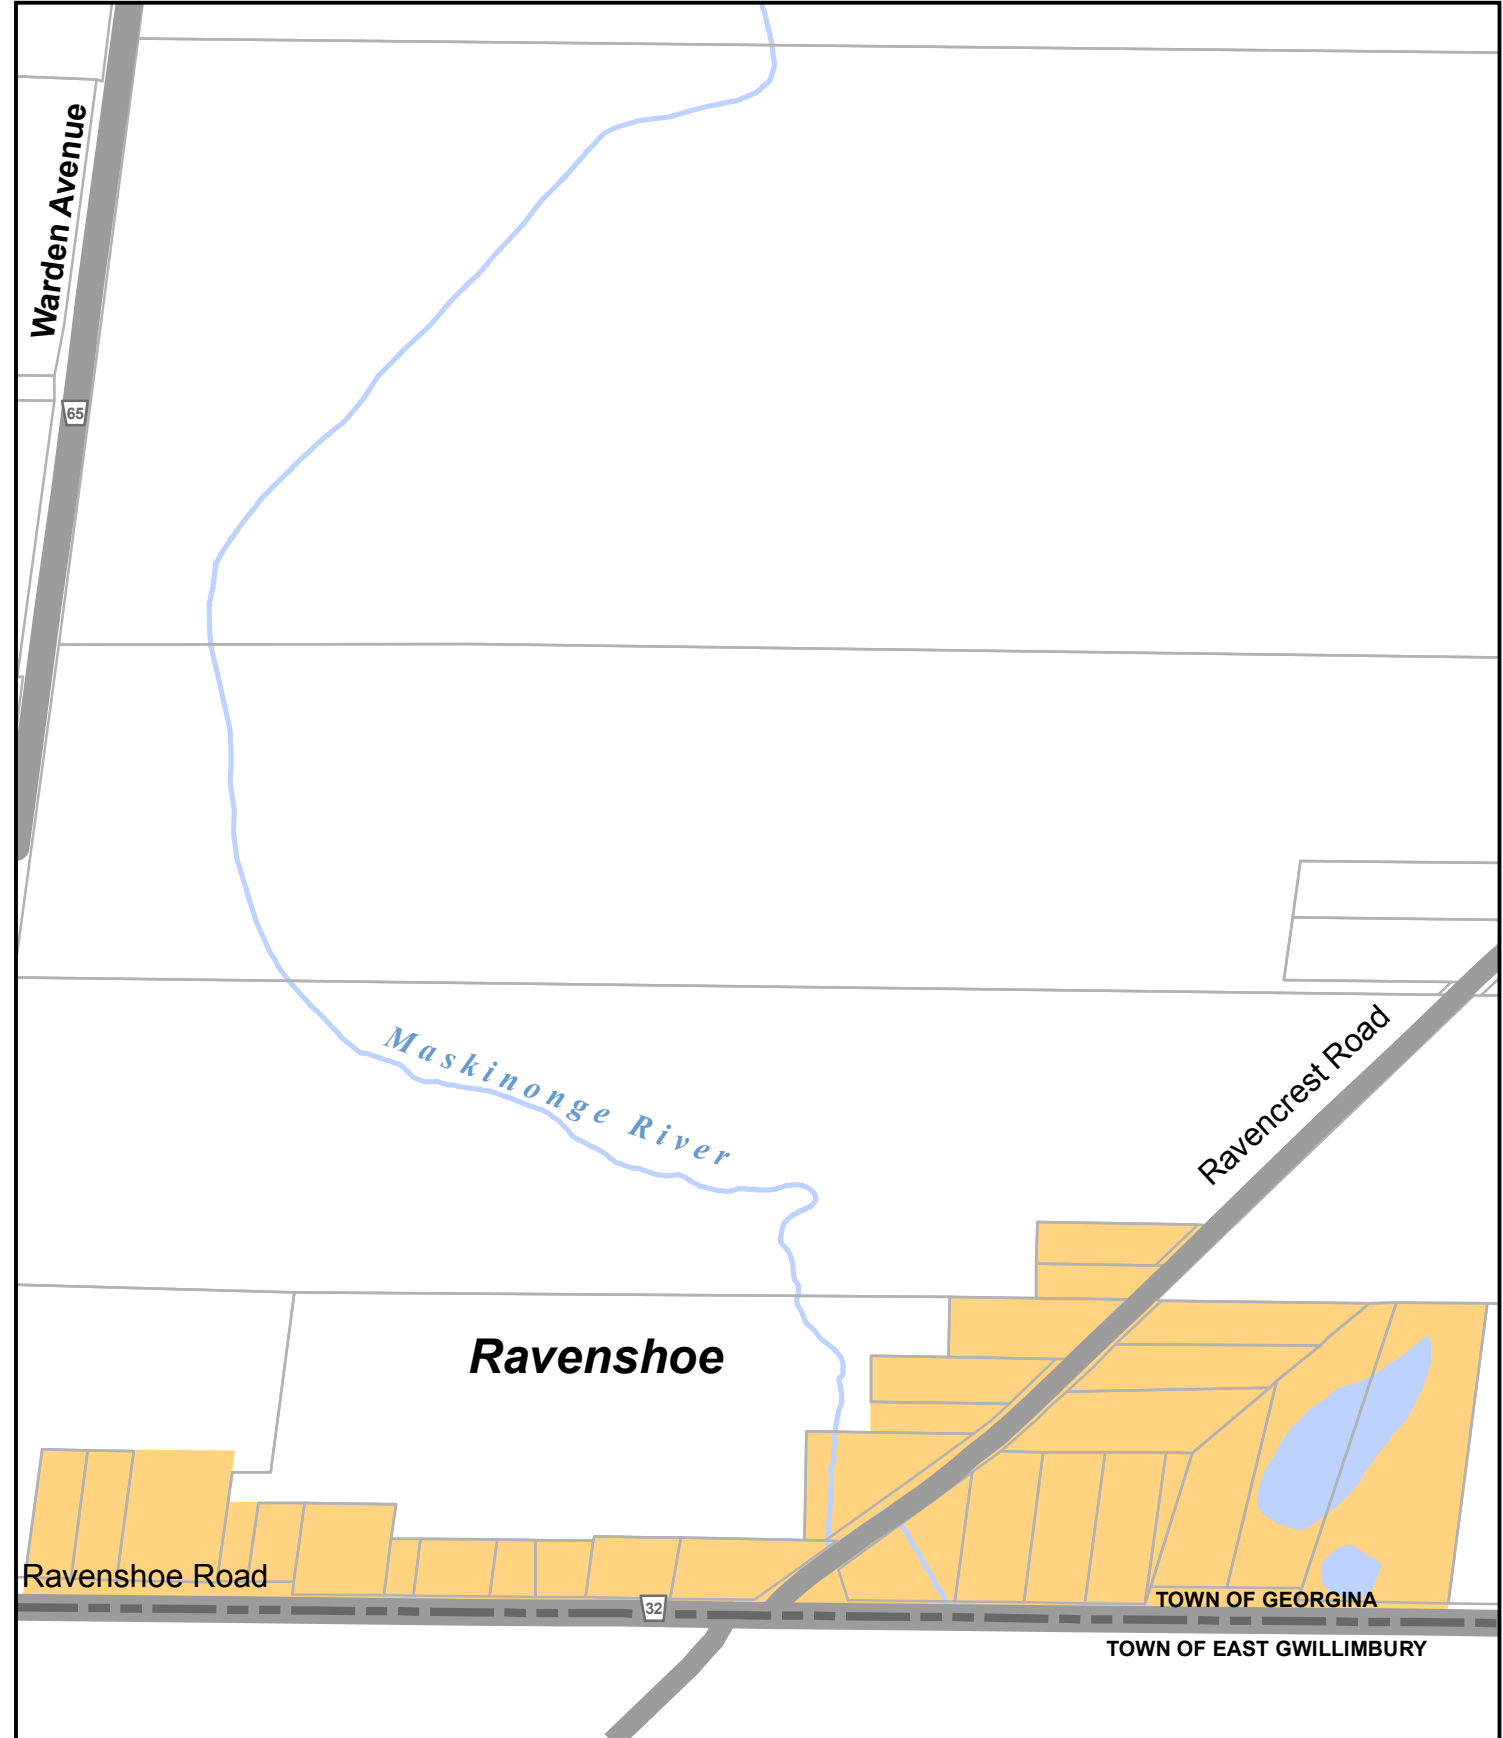 Warden Avenue
65
Maskinonge River
Ravencrest Road
Ravenshoe
Ravenshoe Road
32
TOWN OF GEORGINA
TOWN OF EAST GWILLIMBURY